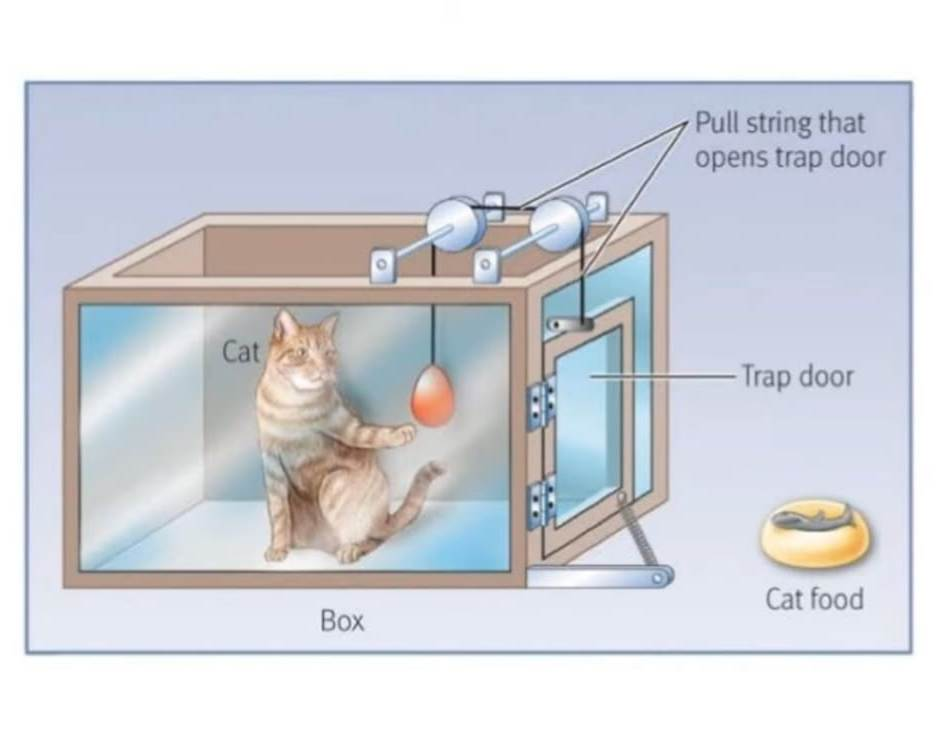 Pull string that
opens trap door
Cat
Trap door
Cat food
Box